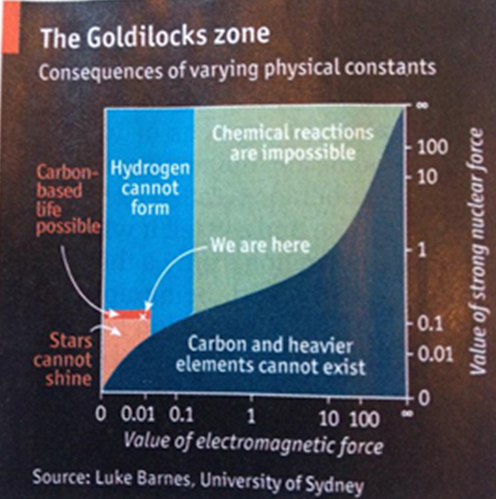 The Goldilocks zone
Consequences of varying physical constants
Carbon-
based
life
possible
Hydrogen
cannot
form
Chemical reactions
are impossible
We are here
Stars
cannot
shine
Carbon and heavier
elements cannot exist
∞
100
10
1
0.1
0.01
0
Value of strong nuclear force
0 0.01 0.1 1 10 100 ∞
Value of electromagnetic force
Source: Luke Barnes, University of Sydney